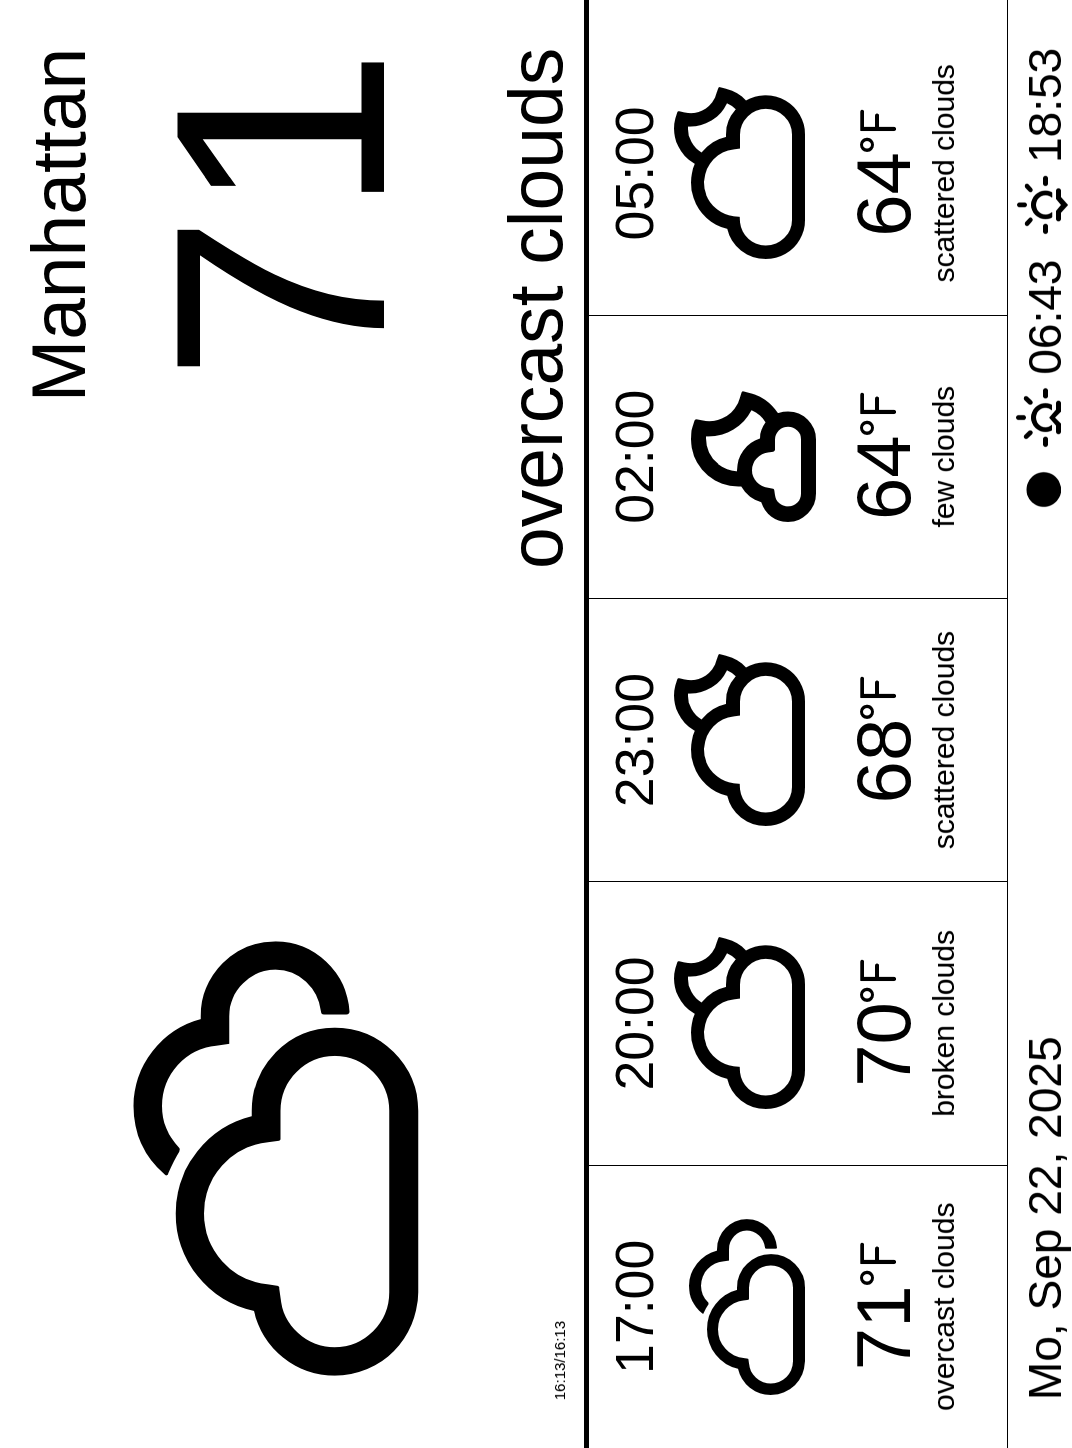 Manhattan
71
overcast clouds
16:13/16:13
17:00
71°F
overcast clouds
20:00
70°F
broken clouds
23:00
68°F
scattered clouds
02:00
64°F
few clouds
05:00
64°F
scattered clouds
Mo, Sep 22, 2025
06:43
18:53